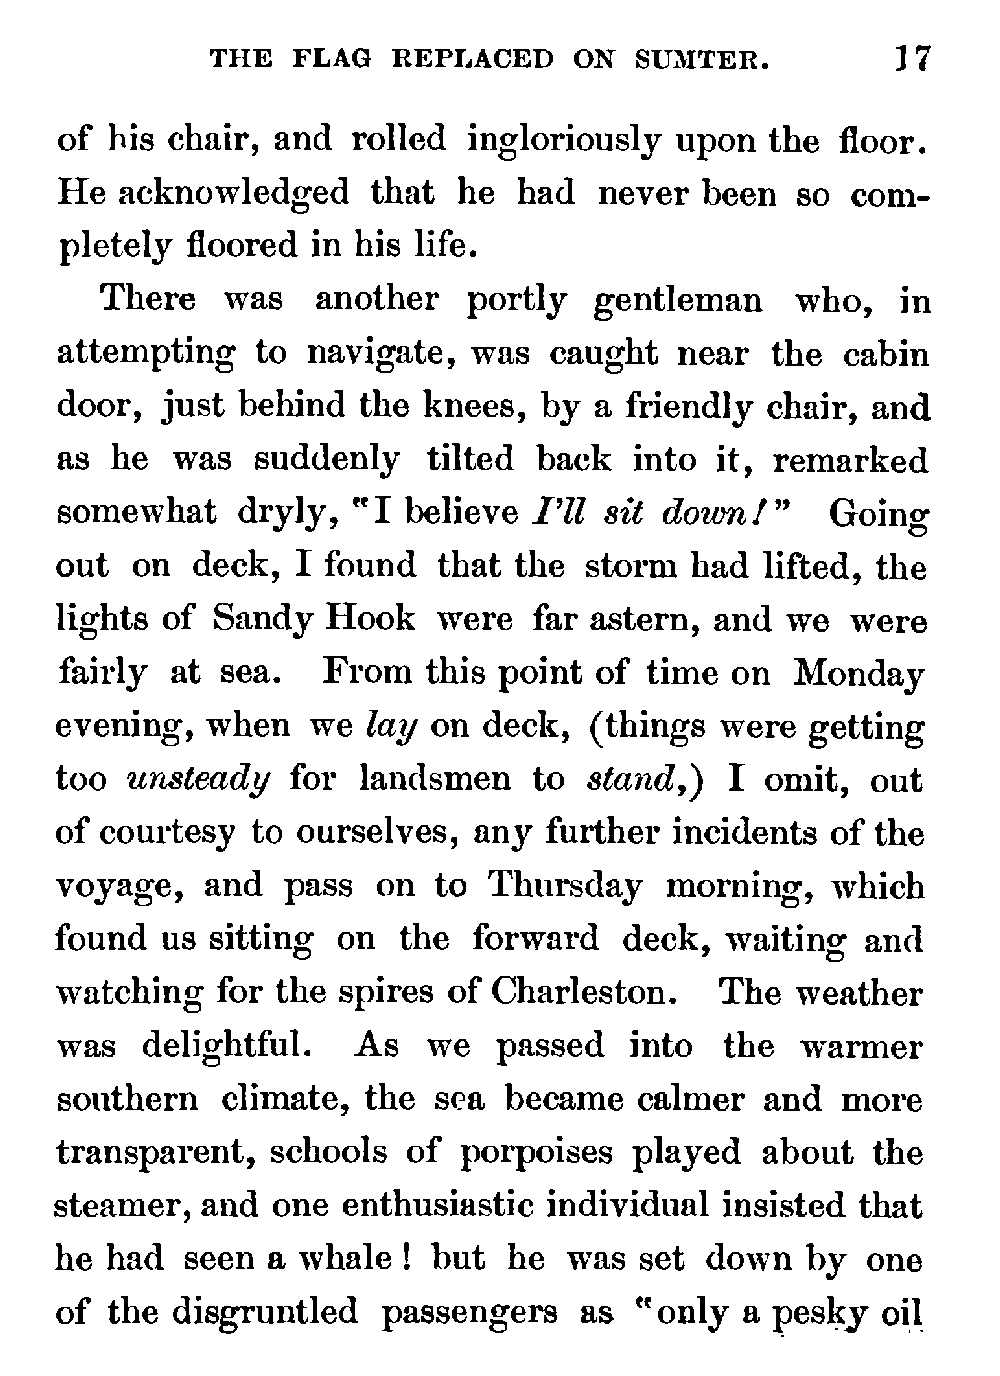 THE FLAG REPLACED ON SUMTER. 17
of his chair, and rolled ingloriously upon the floor.
He acknowledged that he had never been so com-
pletely floored in his life.
There was another portly gentleman who, in
attempting to navigate, was caught near the cabin
door, just behind the knees, by a friendly chair, and
as he was suddenly tilted back into it, remarked
somewhat dryly, "I believe I'll sit down!" Going
out on deck, I found that the storm had lifted, the
lights of Sandy Hook were far astern, and we were
fairly at sea. From this point of time on Monday
evening, when we lay on deck, (things were getting
too unsteady for landsmen to stand,) I omit, out
of courtesy to ourselves, any further incidents of the
voyage, and pass on to Thursday morning, which
found us sitting on the forward deck, waiting and
watching for the spires of Charleston. The weather
was delightful. As we passed into the warmer
southern climate, the sea became calmer and more
transparent, schools of porpoises played about the
steamer, and one enthusiastic individual insisted that
he had seen a whale! but he was set down by one
of the disgruntled passengers as "only a pesky oil